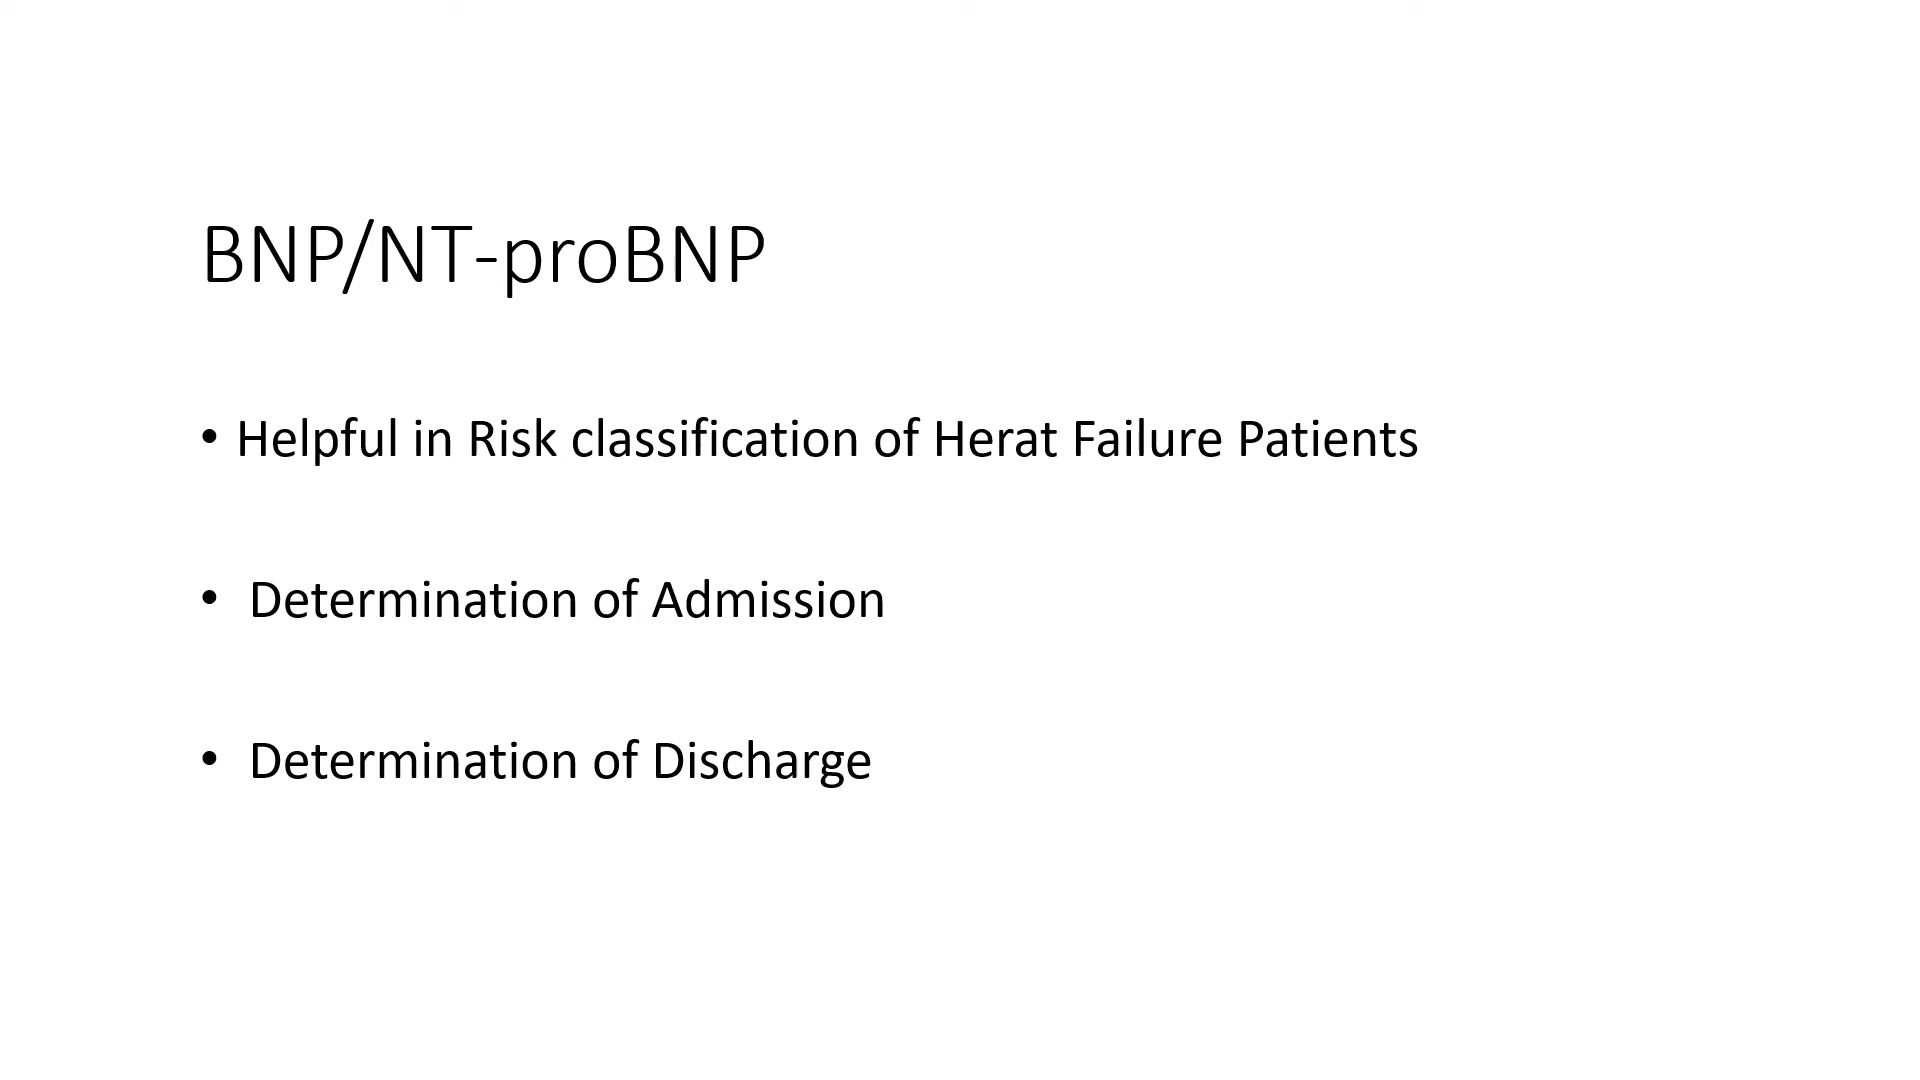 BNP/NT-proBNP
• Helpful in Risk classification of Herat Failure Patients
• Determination of Admission
• Determination of Discharge